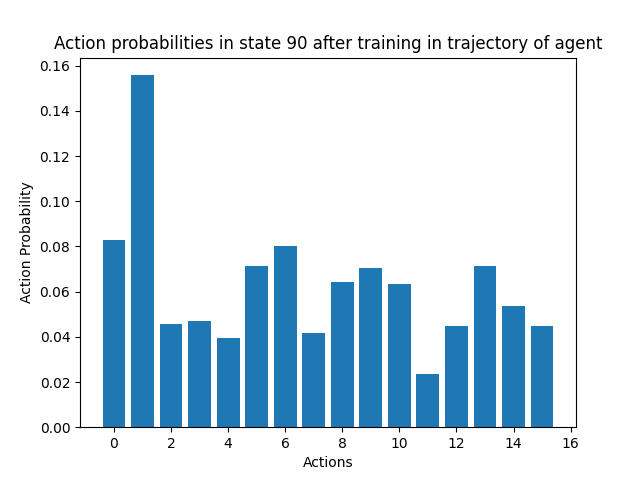 Action probabilities in state 90 after training in trajectory of agent
0.16
0.14
0.12
0.10
0.08
0.06
0.04
0.02
0.00
Action Probability
0 2 4 6 8 10 12 14 16
Actions